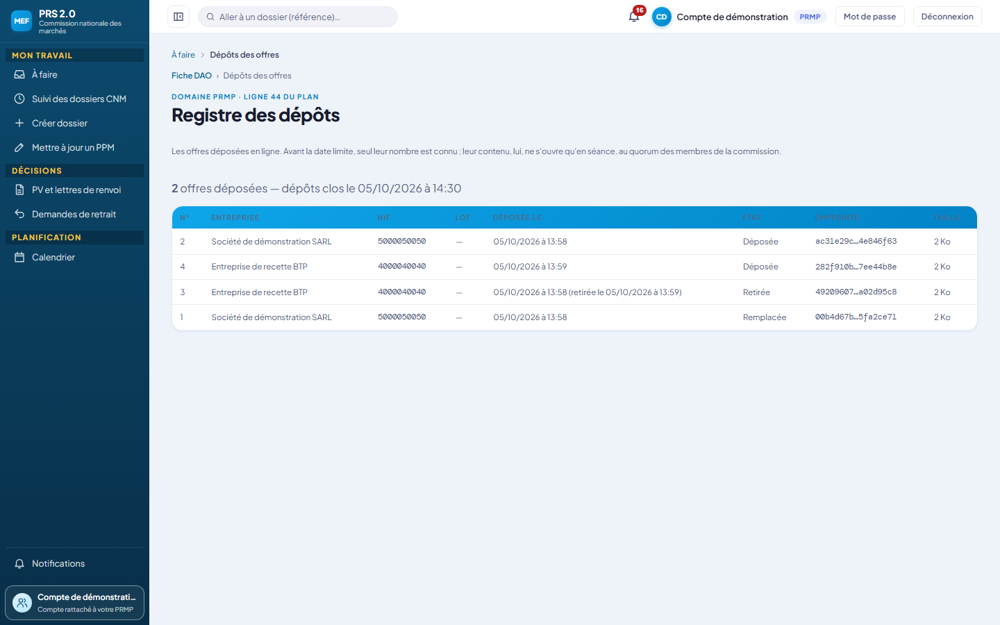 MEF
PRS 2.0
Commission nationale des
marchés
MON TRAVAIL
À faire
Suivi des dossiers CNM
Créer dossier
Mettre à jour un PPM
DÉCISIONS
PV et lettres de renvoi
Demandes de retrait
PLANIFICATION
Calendrier
Notifications
Compte de démonstrati...
Compte rattaché à votre PRMP
Aller à un dossier (référence)...
16
CD
Compte de démonstration
PRMP
Mot de passe
Déconnexion
À faire > Dépôts des offres
Fiche DAO › Dépôts des offres
DOMAINE PRMP · LIGNE 44 DU PLAN
Registre des dépôts
Les offres déposées en ligne. Avant la date limite, seul leur nombre est connu ; leur contenu, lui, ne s'ouvre qu'en séance, au quorum des membres de la commission.
2 offres déposées — dépôts clos le 05/10/2026 à 14:30
N° ENTREPRISE NIF LOT DÉPOSÉE LE ÉTAT EMPREINTE TAILLE
2 Société de démonstration SARL 5000050050 — 05/10/2026 à 13:58 Déposée ac31e29c…4e846f63 2 Ko
4 Entreprise de recette BTP 4000040040 — 05/10/2026 à 13:59 Déposée 282f910b…7ee44b8e 2 Ko
3 Entreprise de recette BTP 4000040040 — 05/10/2026 à 13:58 (retirée le 05/10/2026 à 13:59) Retirée 49209607…a02d95c8 2 Ko
1 Société de démonstration SARL 5000050050 — 05/10/2026 à 13:58 Remplacée 00b4d67b…5fa2ce71 2 Ko